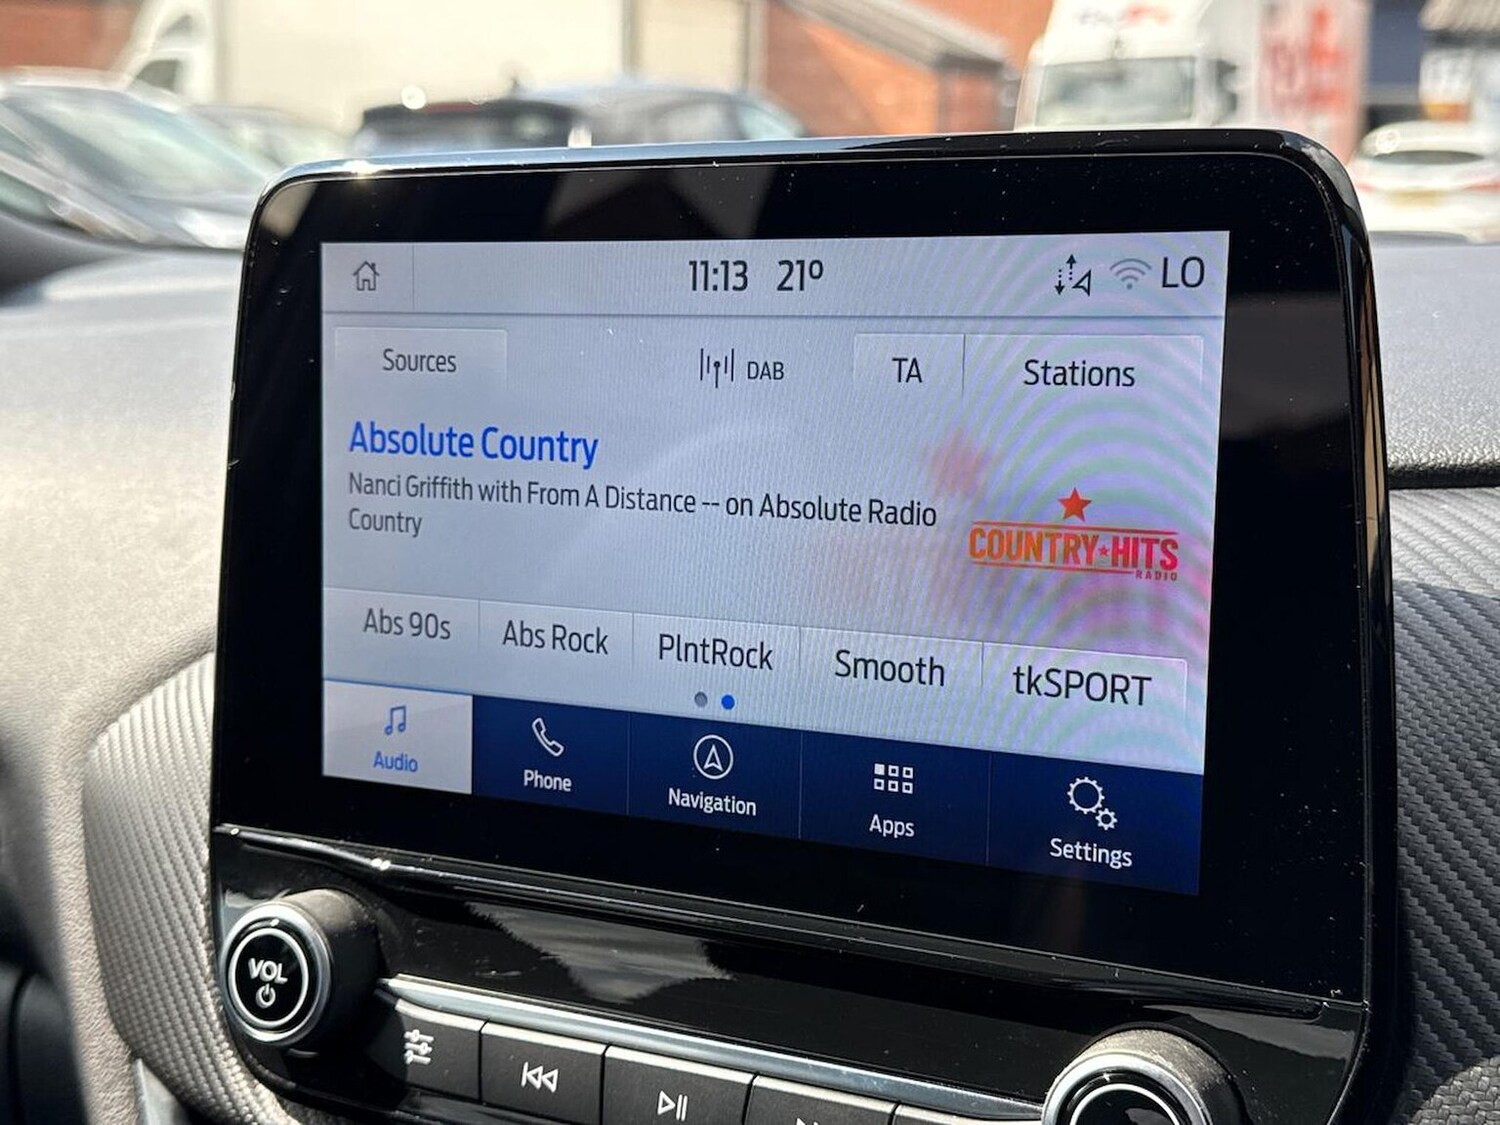 11:13 21º
LO
Sources
DAB
TA
Stations
Absolute Country
Nanci Griffith with From A Distance -- on Absolute Radio
Country
COUNTRY★HITS
RADIO
Abs 90s
Abs Rock
PlntRock
Smooth
tkSPORT
Audio
Phone
Navigation
Apps
Settings
VOL